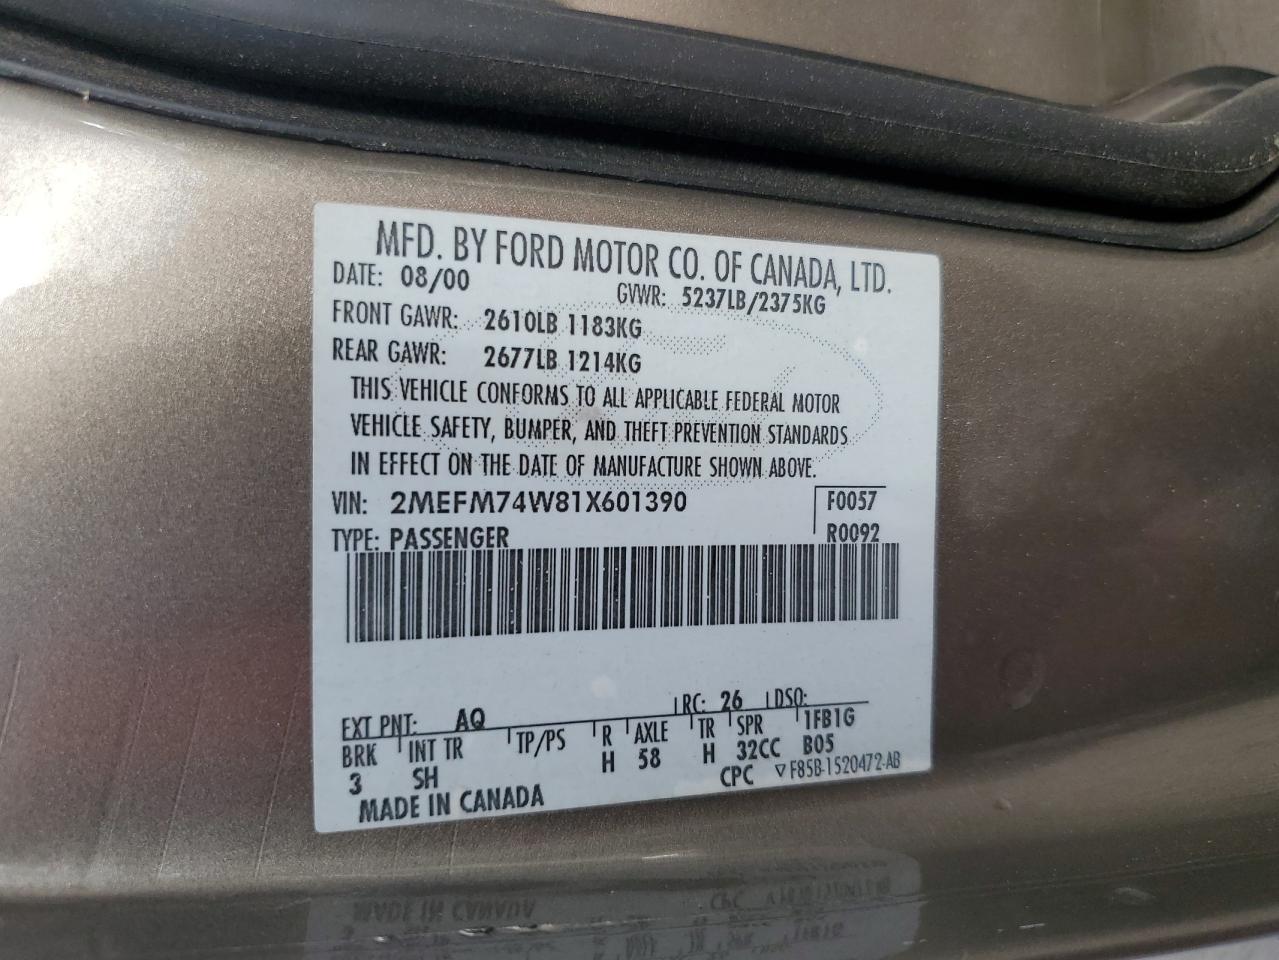 MFD. BY FORD MOTOR CO. OF CANADA, LTD.
DATE: 08/00 GVWR: 5237LB/2375KG
FRONT GAWR: 2610LB 1183KG
REAR GAWR: 2677LB 1214KG
THIS VEHICLE CONFORMS TO ALL APPLICABLE FEDERAL MOTOR
VEHICLE SAFETY, BUMPER, AND THEFT PREVENTION STANDARDS
IN EFFECT ON THE DATE OF MANUFACTURE SHOWN ABOVE.
VIN: 2MEFM74W81X601390 F0057
TYPE: PASSENGER R0092
EXT PNT: AQ RC: 26 DSO:
BRK INT TR TP/PS R AXLE TR SPR 1FB1G
3 SH H 58 H 32CC B05
MADE IN CANADA CPC ▽F85B-1520472-AB